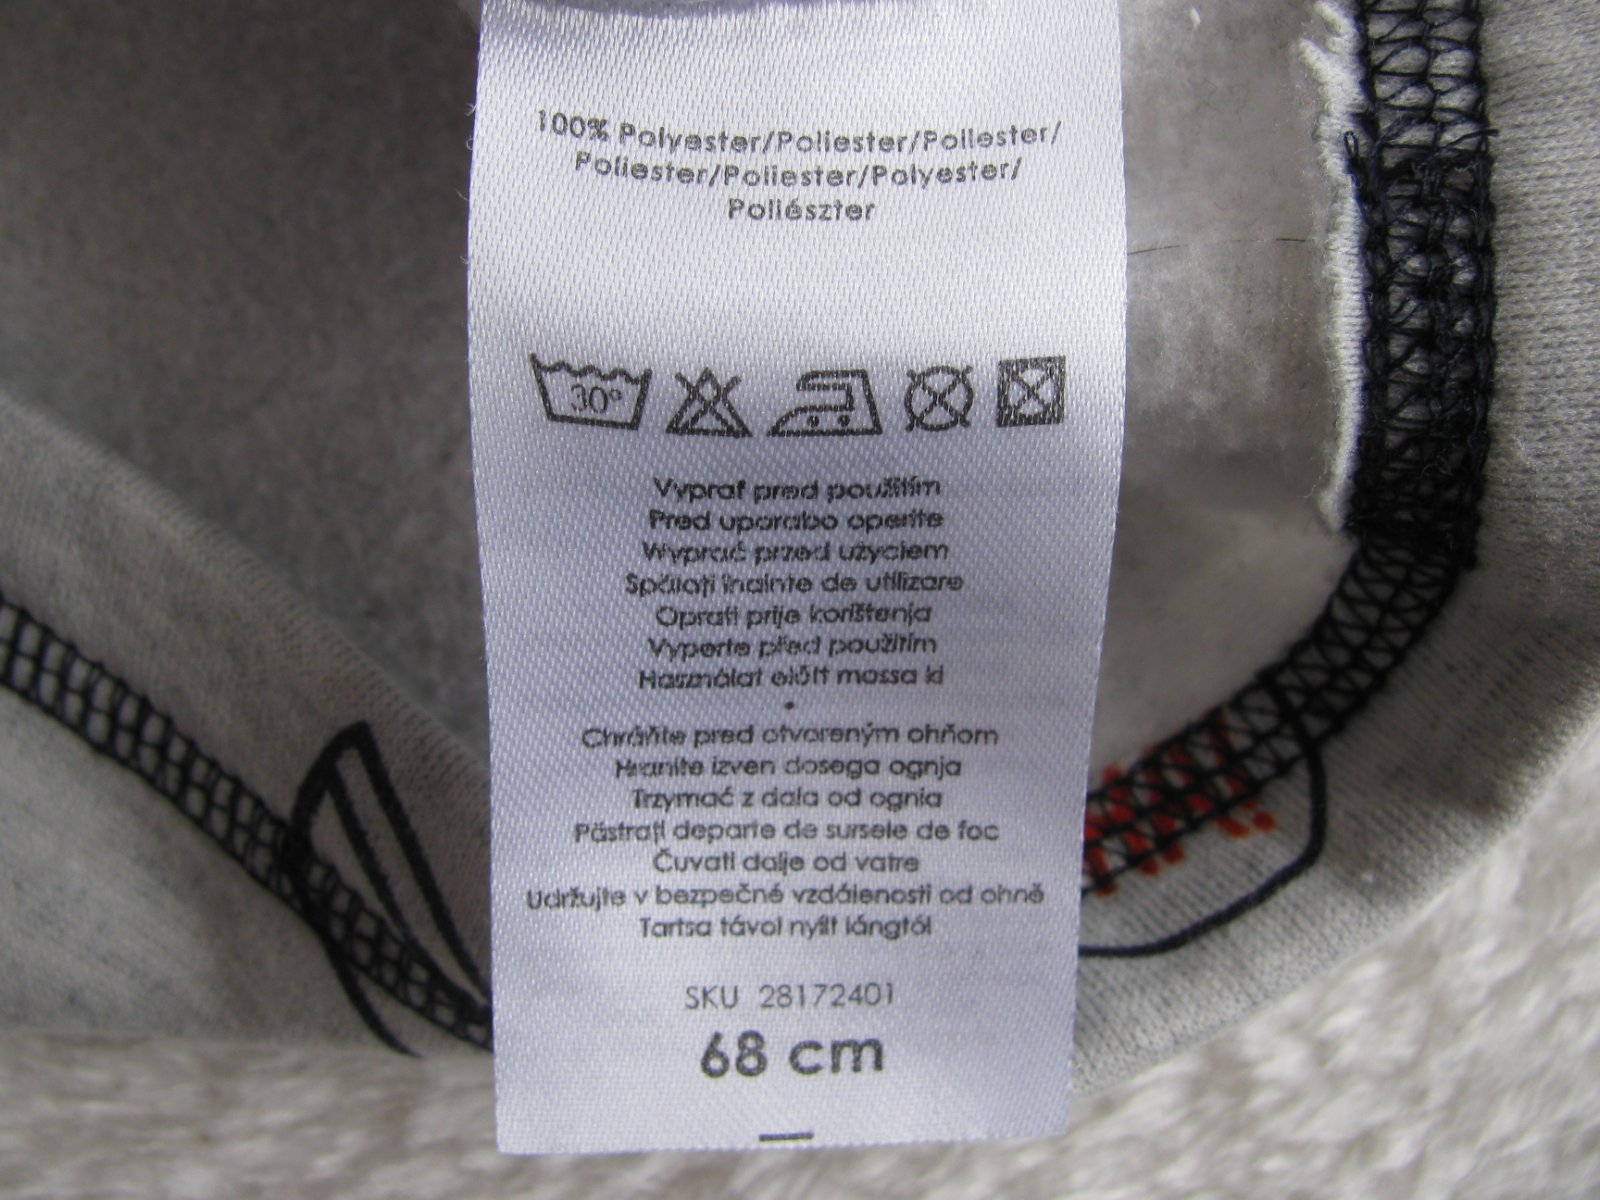 100% Polyester/Poliester/Poliester/
Poliester/Poliester/Polyester/
Poliészter
30°
Vyprať pred použitím
Pred uporabo operite
Wyprać przed użyciem
Spălați înainte de utilizare
Oprati prije korištenja
Vyperte před použitím
Használat előtt mossa ki
Chráňte pred otvoreným ohňom
Hranite izven dosega ognja
Trzymać z dala od ognia
Păstrați departe de sursele de foc
Čuvati dalje od vatre
Udržujte v bezpečné vzdálenosti od ohně
Tartsa távol nyílt lángtól
SKU 28172401
68 cm